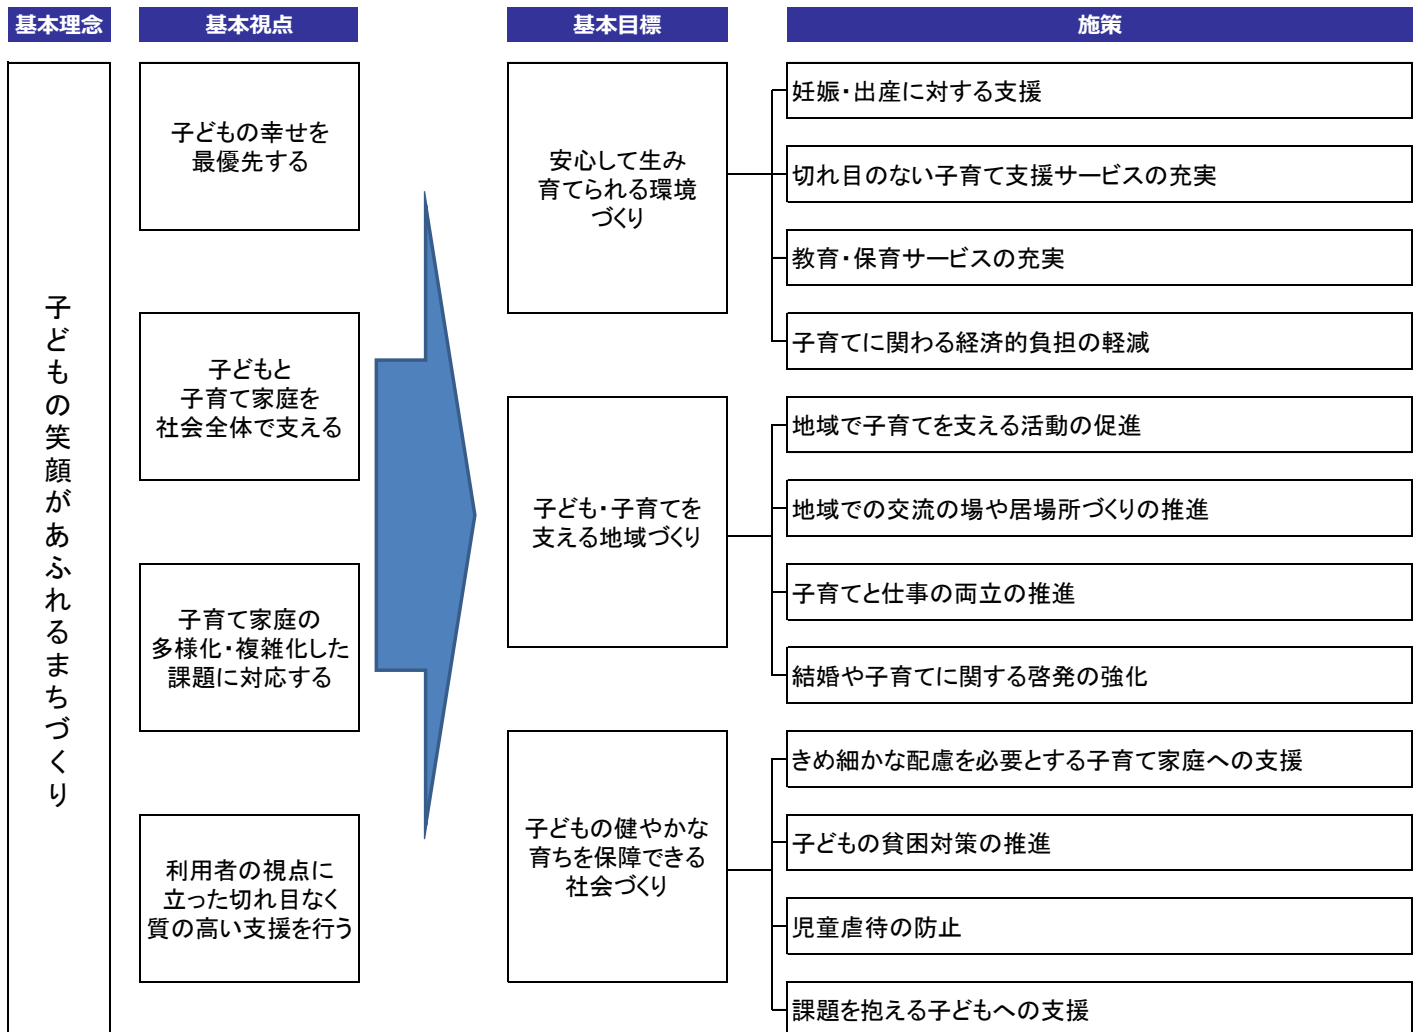 基本理念
基本視点
基本目標
施策
子どもの笑顔があふれるまちづくり
子どもの幸せを
最優先する
子どもと
子育て家庭を
社会全体で支える
子育て家庭の
多様化・複雑化した
課題に対応する
利用者の視点に
立った切れ目なく
質の高い支援を行う
安心して生み
育てられる環境
づくり
妊娠・出産に対する支援
切れ目のない子育て支援サービスの充実
教育・保育サービスの充実
子育てに関わる経済的負担の軽減
子ども・子育てを
支える地域づくり
地域で子育てを支える活動の促進
地域での交流の場や居場所づくりの推進
子育てと仕事の両立の推進
結婚や子育てに関する啓発の強化
子どもの健やかな
育ちを保障できる
社会づくり
きめ細かな配慮を必要とする子育て家庭への支援
子どもの貧困対策の推進
児童虐待の防止
課題を抱える子どもへの支援